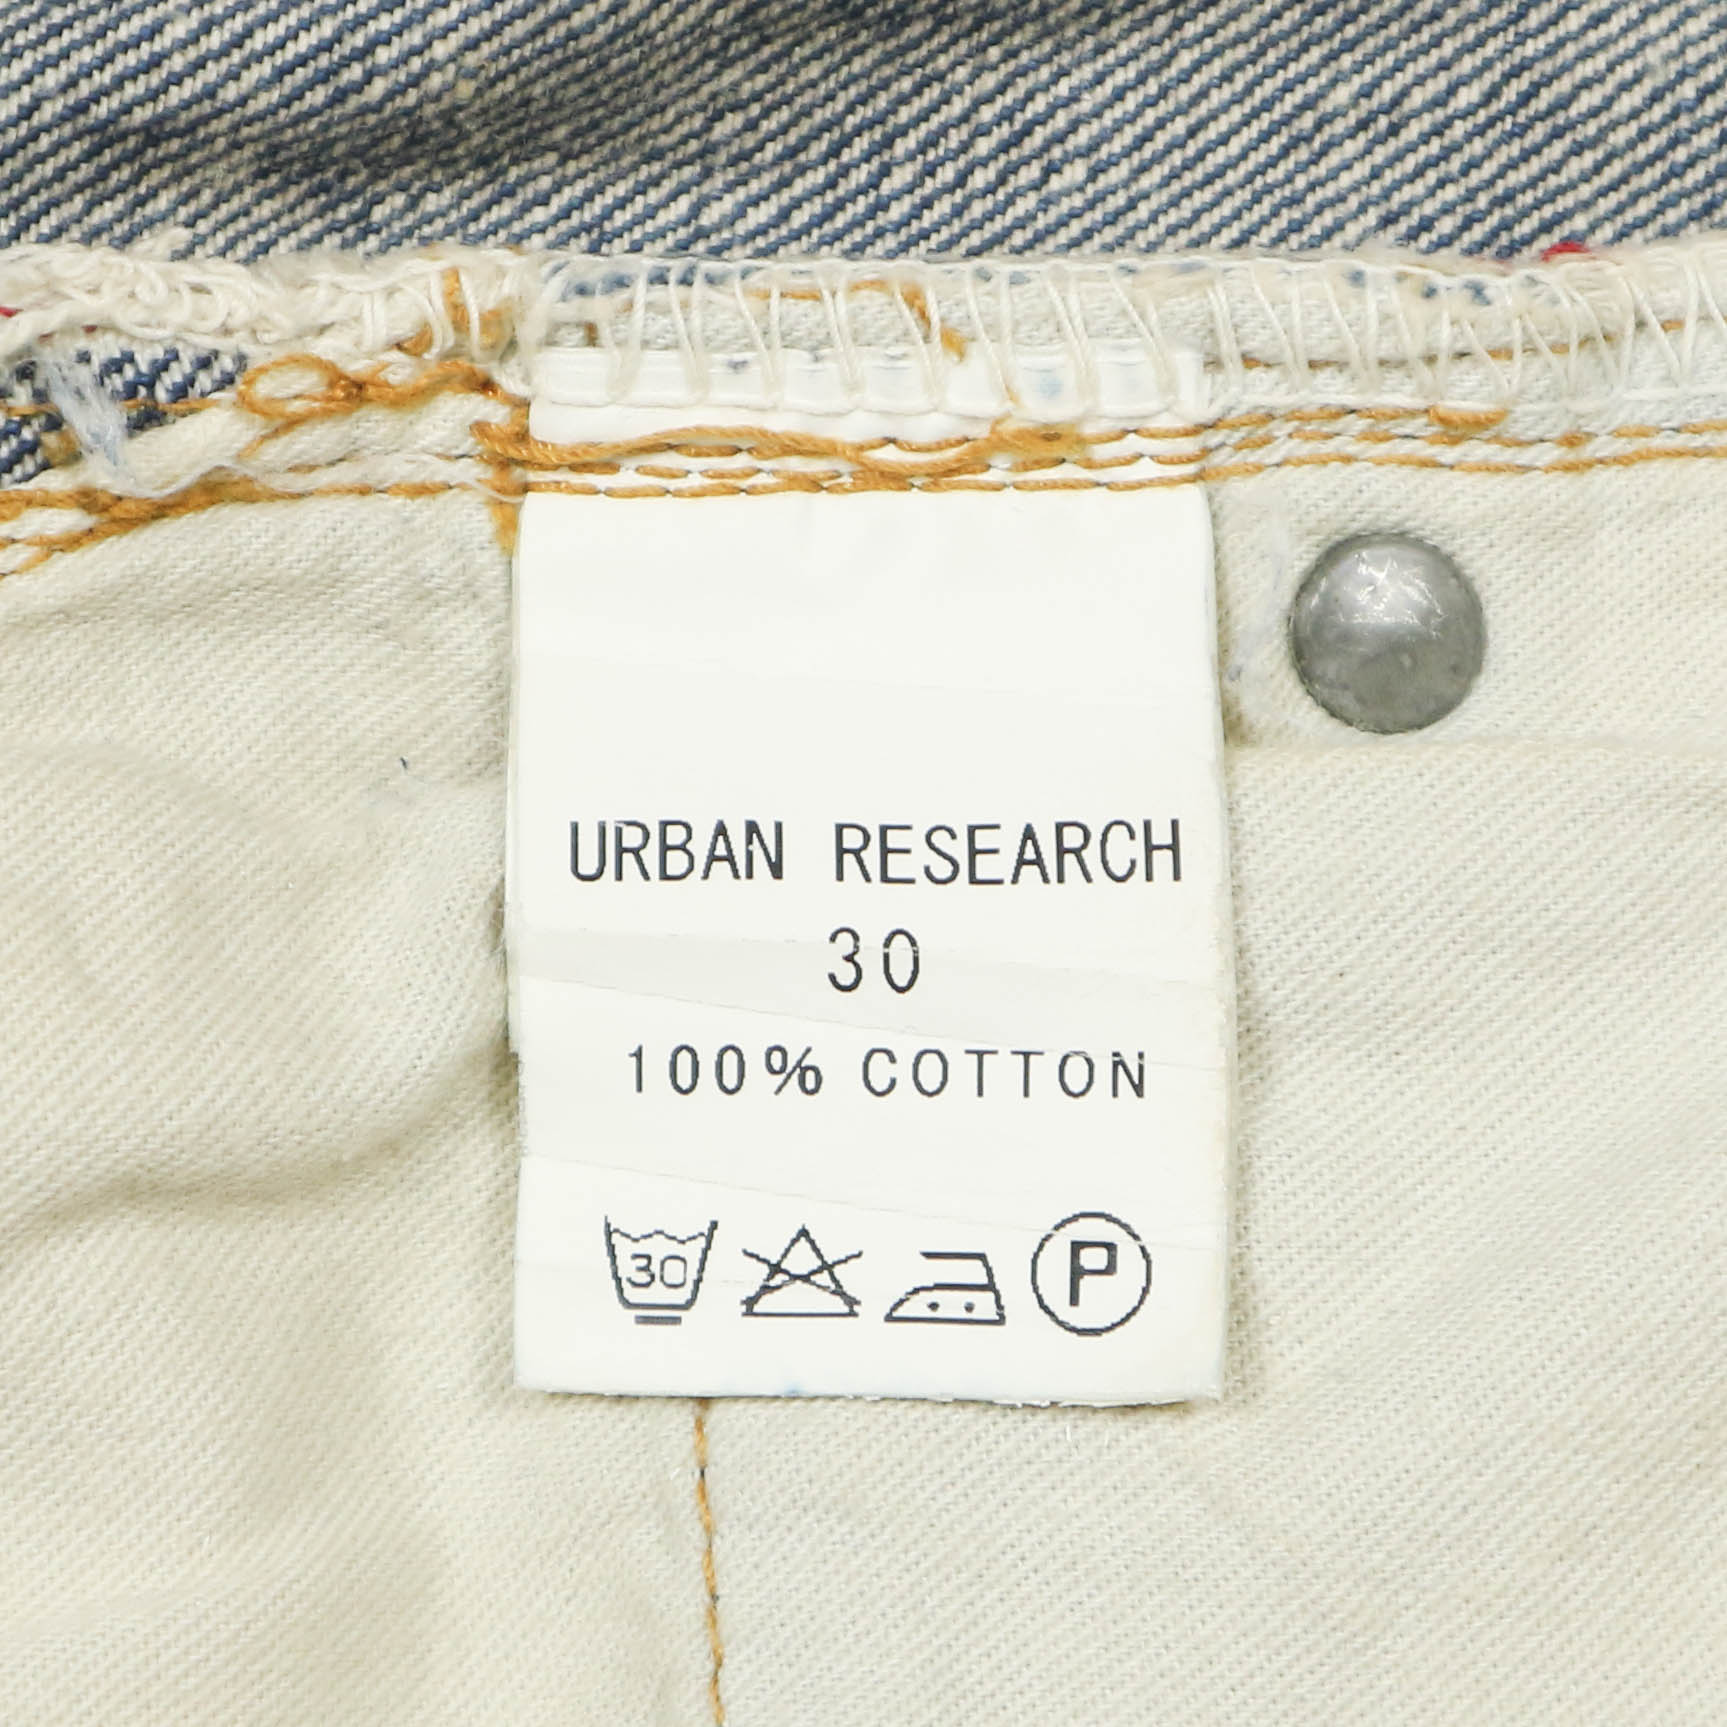 URBAN RESEARCH
30
100% COTTON
30 P